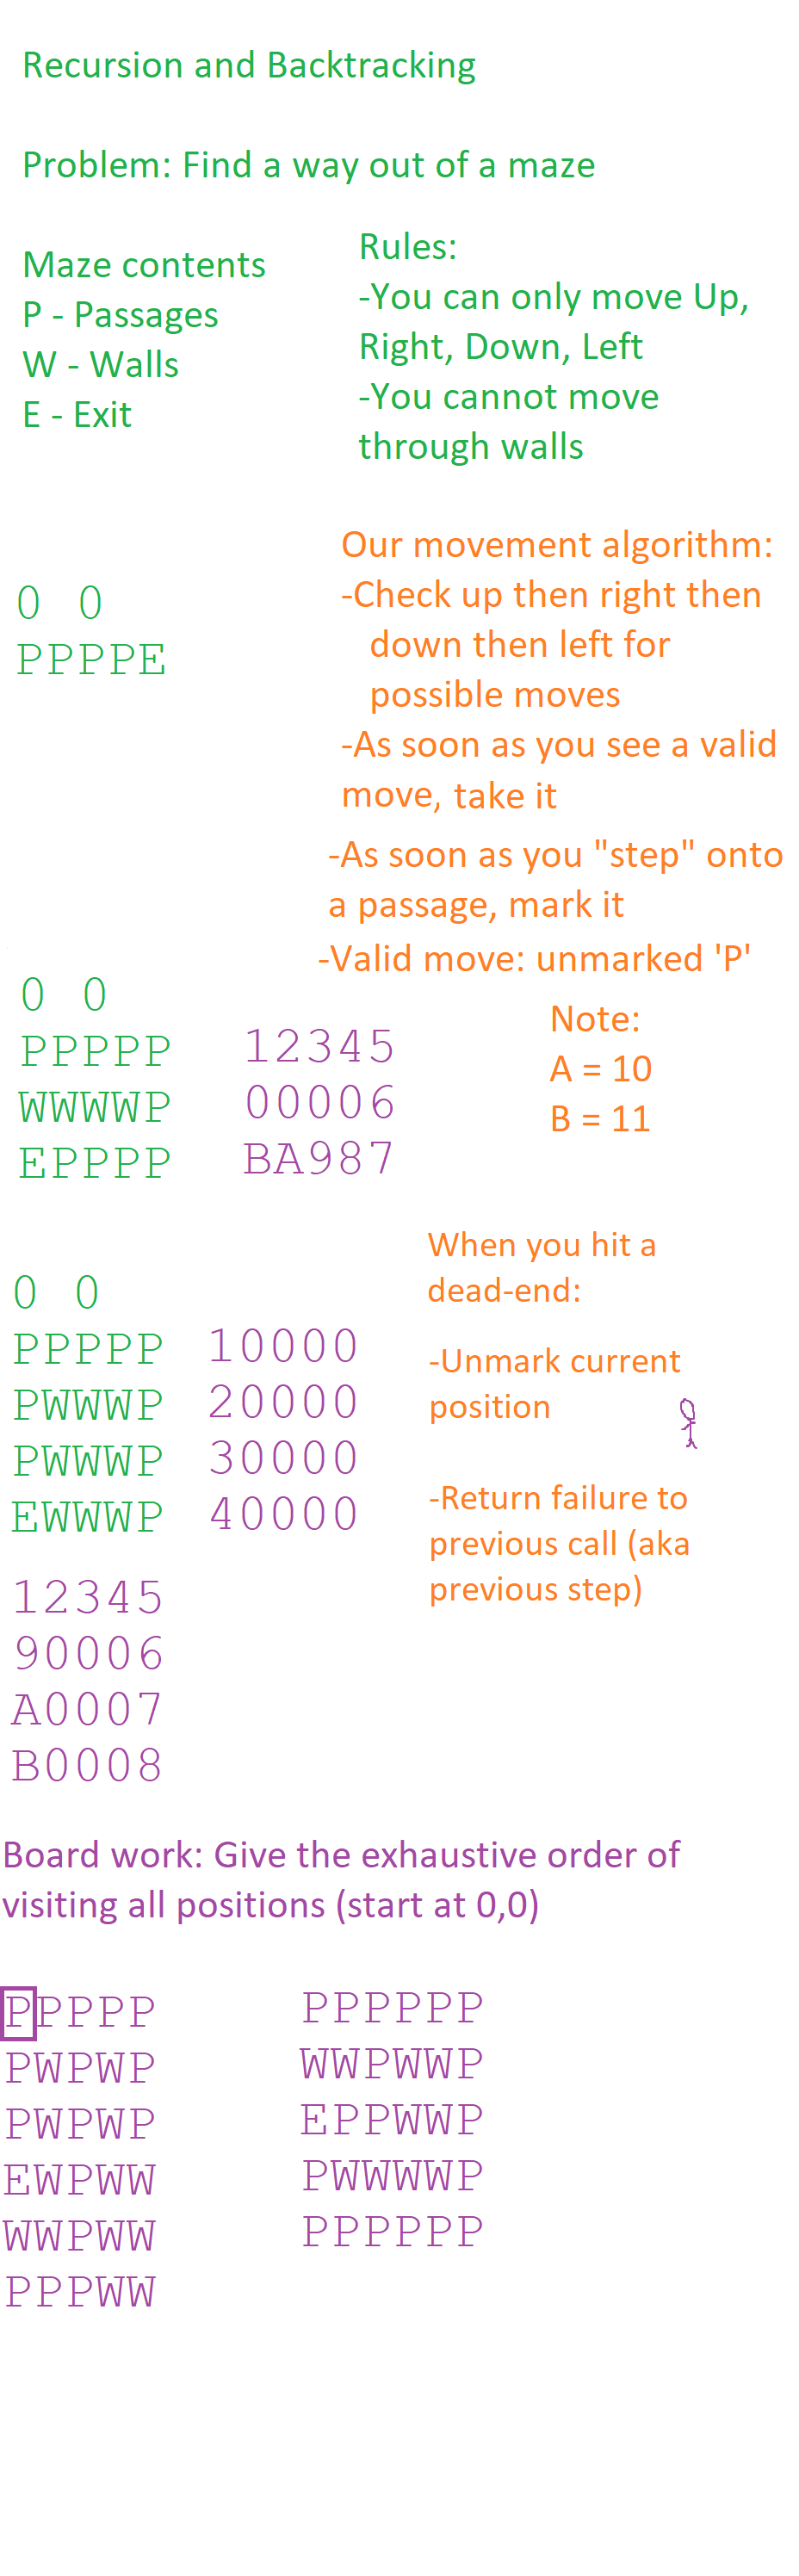 Recursion and Backtracking
Problem: Find a way out of a maze
Maze contents
P - Passages
W - Walls
E - Exit
Rules:
-You can only move Up,
Right, Down, Left
-You cannot move
through walls
Our movement algorithm:
-Check up then right then
down then left for
possible moves
-As soon as you see a valid
move, take it
-As soon as you "step" onto
a passage, mark it
-Valid move: unmarked 'P'
Note:
A = 10
B = 11
0 0
PPPPE
0 0
PPPPP
WWWWP
EPPPP
12345
00006
BA987
0 0
PPPPP
PWWWP
PWWWP
EWWWP
10000
20000
30000
40000
When you hit a
dead-end:
-Unmark current
position
-Return failure to
previous call (aka
previous step)
12345
90006
A0007
B0008
Board work: Give the exhaustive order of
visiting all positions (start at 0,0)
PPPPP
PWPWP
PWPWP
EWPWW
WWPWW
PPPWW
PPPPPP
WWPWWP
EPPWWP
PWWWWP
PPPPPP